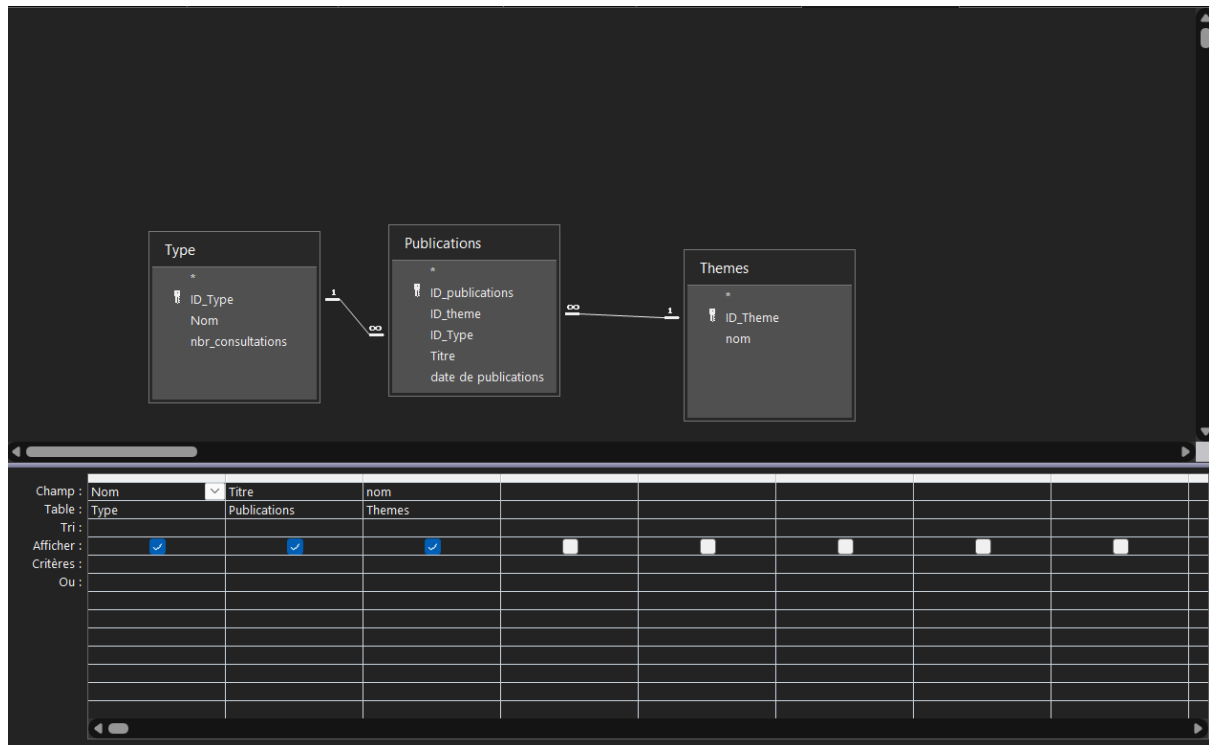 Type
*
ID_Type
Nom
nbr_consultations
1
∞
Publications
*
ID_publications
ID_theme
ID_Type
Titre
date de publications
∞
1
Themes
*
ID_Theme
nom
Champ : Nom Titre nom
Table : Type Publications Themes
Tri :
Afficher :
Critères :
Ou :